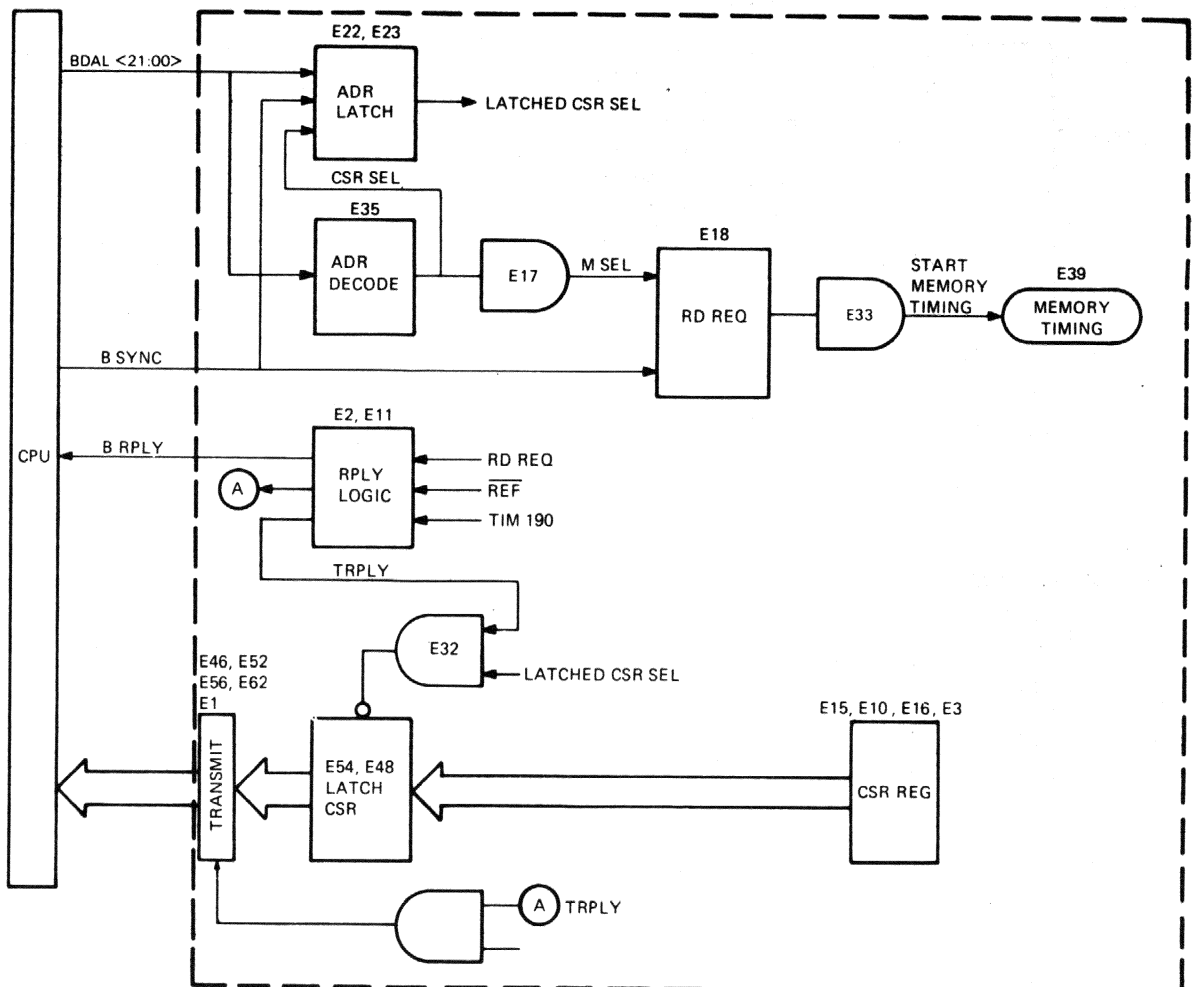 E22, E23
BDAL <21:00>
ADR
LATCH
LATCHED CSR SEL
CSR SEL
E35
ADR
DECODE
E17
M SEL
E18
RD REQ
E33
START
MEMORY
TIMING
E39
MEMORY
TIMING
B SYNC
CPU
E2, E11
B RPLY
RPLY
LOGIC
A
RD REQ
REF
TIM 190
TRPLY
E32
LATCHED CSR SEL
E46, E52
E56, E62
E1
TRANSMIT
E54, E48
LATCH
CSR
E15, E10, E16, E3
CSR REG
A
TRPLY